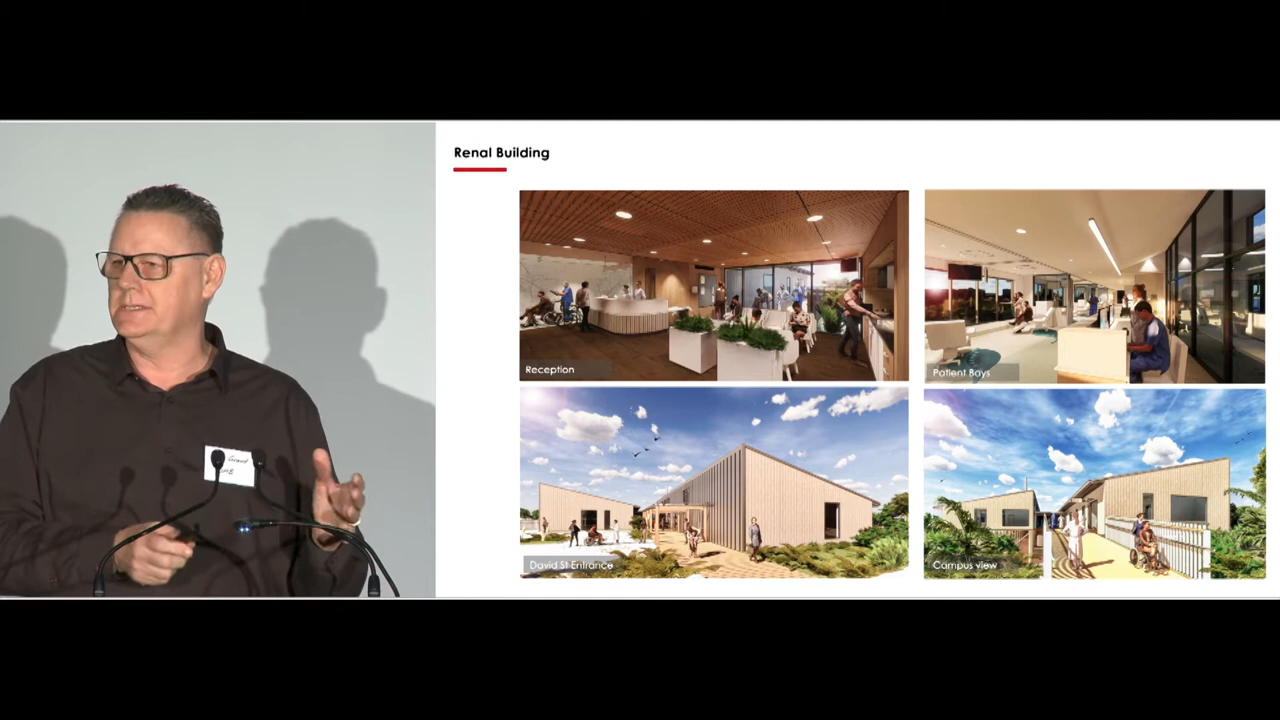 Renal Building
Reception
Patient Bays
David St Entrance
Campus view